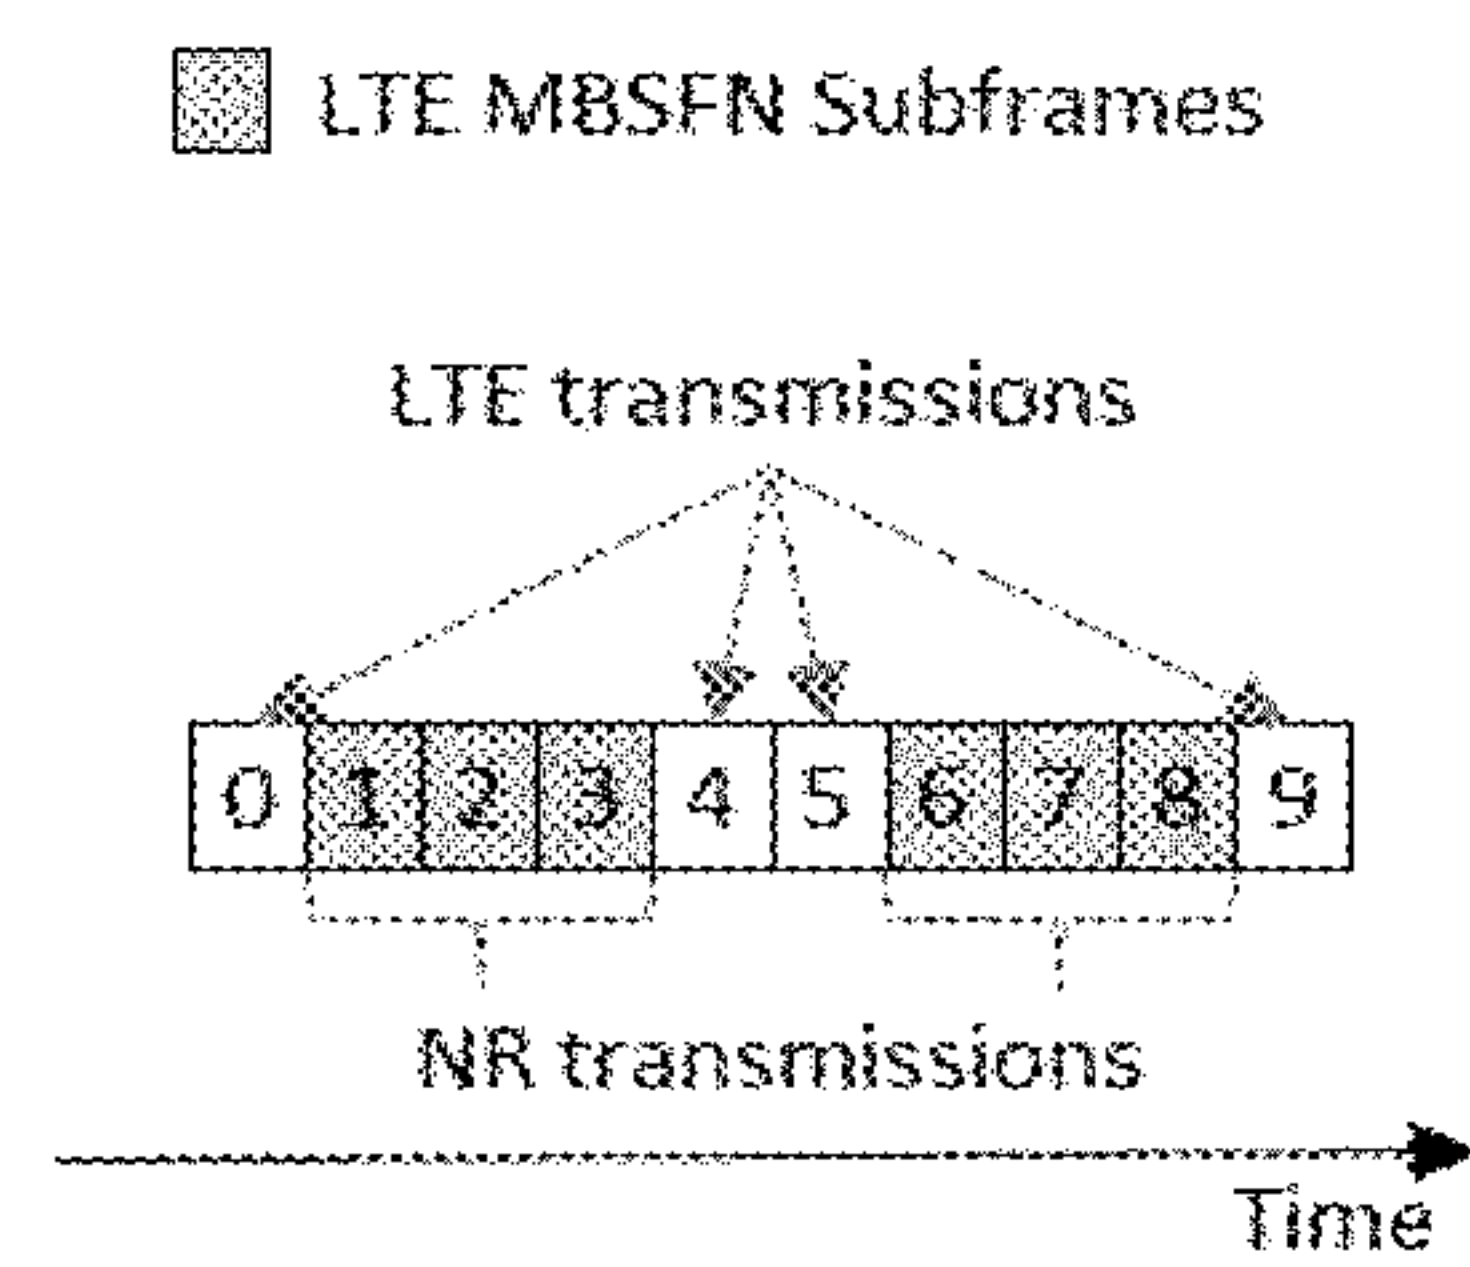 LTE MBSFN Subframes
LTE transmissions
0 1 2 3 4 5 6 7 8 9
NR transmissions
Time